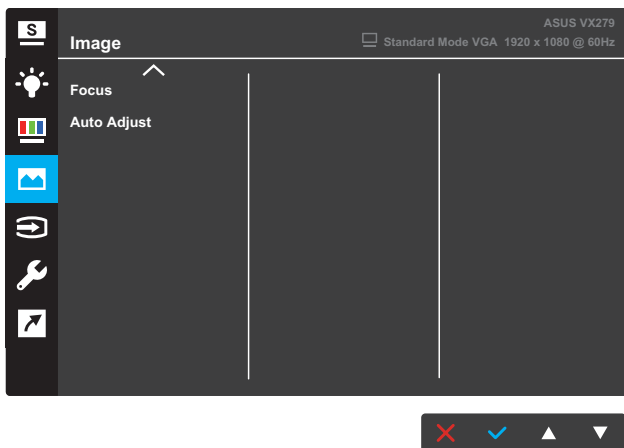 S
ASUS VX279
Image
Standard Mode VGA 1920 x 1080 @ 60Hz
Focus
Auto Adjust